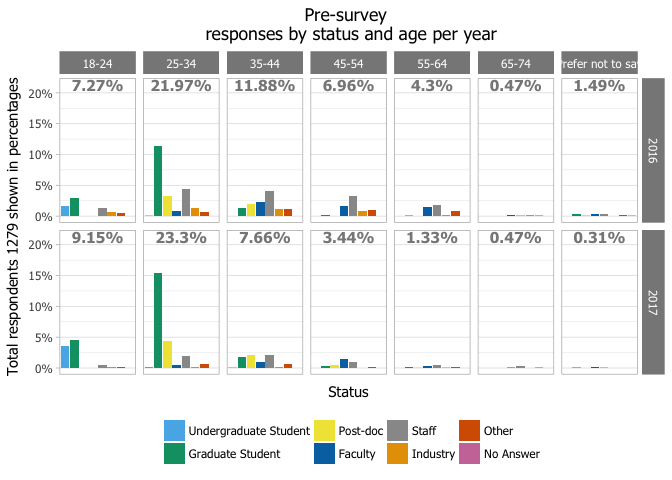 Pre-survey
responses by status and age per year
18-24 25-34 35-44 45-54 55-64 65-74 Prefer not to say
7.27% 21.97% 11.88% 6.96% 4.3% 0.47% 1.49%
20%
15%
10%
5%
0%
2016
9.15% 23.3% 7.66% 3.44% 1.33% 0.47% 0.31%
20%
15%
10%
5%
0%
2017
Total respondents 1279 shown in percentages
Status
Undergraduate Student Post-doc Staff Other
Graduate Student Faculty Industry No Answer